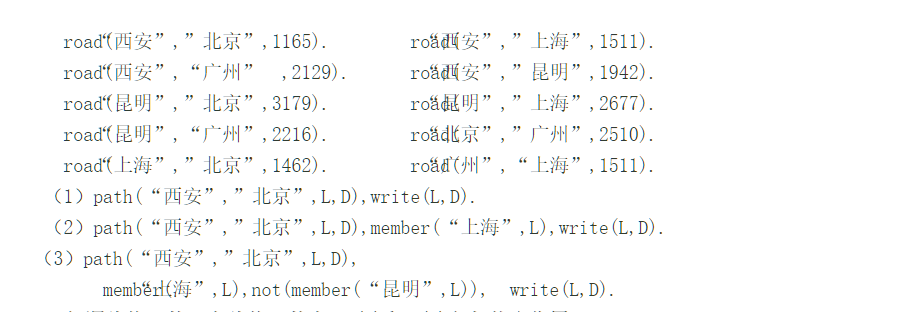 road(“西安”,”北京”,1165). road(“西安”,”上海”,1511).
road(“西安”,“广州” ,2129). road(“西安”,”昆明”,1942).
road(“昆明”,”北京”,3179). road(“昆明”,”上海”,2677).
road(“昆明”,“广州”,2216). road(“北京”,”广州”,2510).
road(“上海”,”北京”,1462). road(“广州”,“上海”,1511).
（1）path(“西安”,”北京”,L,D),write(L,D).
（2）path(“西安”,”北京”,L,D),member(“上海”,L),write(L,D).
（3）path(“西安”,”北京”,L,D),
member(“上海”,L),not(member(“昆明”,L)), write(L,D).